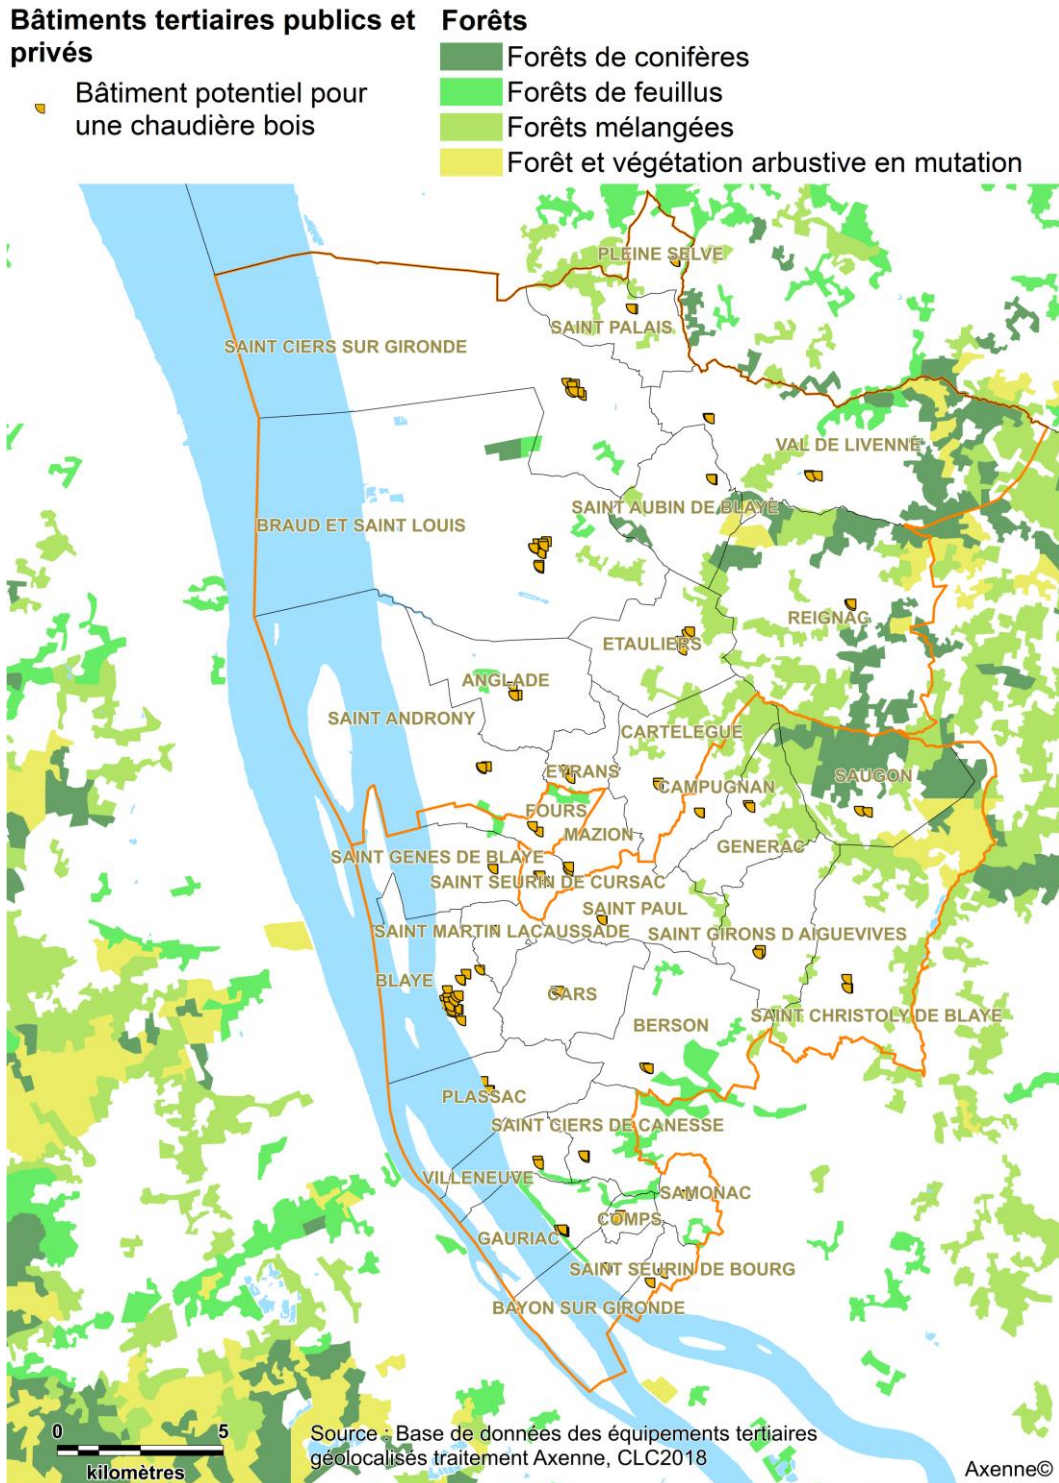 Bâtiments tertiaires publics et
privés
Bâtiment potentiel pour
une chaudière bois
Forêts
Forêts de conifères
Forêts de feuillus
Forêts mélangées
Forêt et végétation arbustive en mutation
PLEINE SELVE
SAINT PALAIS
SAINT CIERS SUR GIRONDE
VAL DE LIVENNE
SAINT AUBIN DE BLAYE
BRAUD ET SAINT LOUIS
REIGNAC
ETAULIERS
ANGLADE
SAINT ANDRONY
CARTELEGUE
EYRANS
SAUGON
CAMPUGNAN
FOURS
MAZION
GENERAC
SAINT GENES DE BLAYE
SAINT SEURIN DE CURSAC
SAINT PAUL
SAINT MARTIN LACAUSSADE
SAINT GIRONS D AIGUEVIVES
BLAYE
CARS
SAINT CHRISTOLY DE BLAYE
BERSON
PLASSAC
SAINT CIERS DE CANESSE
VILLENEUVE
SAMONAC
COMPS
GAURIAC
SAINT SEURIN DE BOURG
BAYON SUR GIRONDE
0 5
kilomètres
Source : Base de données des équipements tertiaires
géolocalisés traitement Axenne, CLC2018
Axenne©